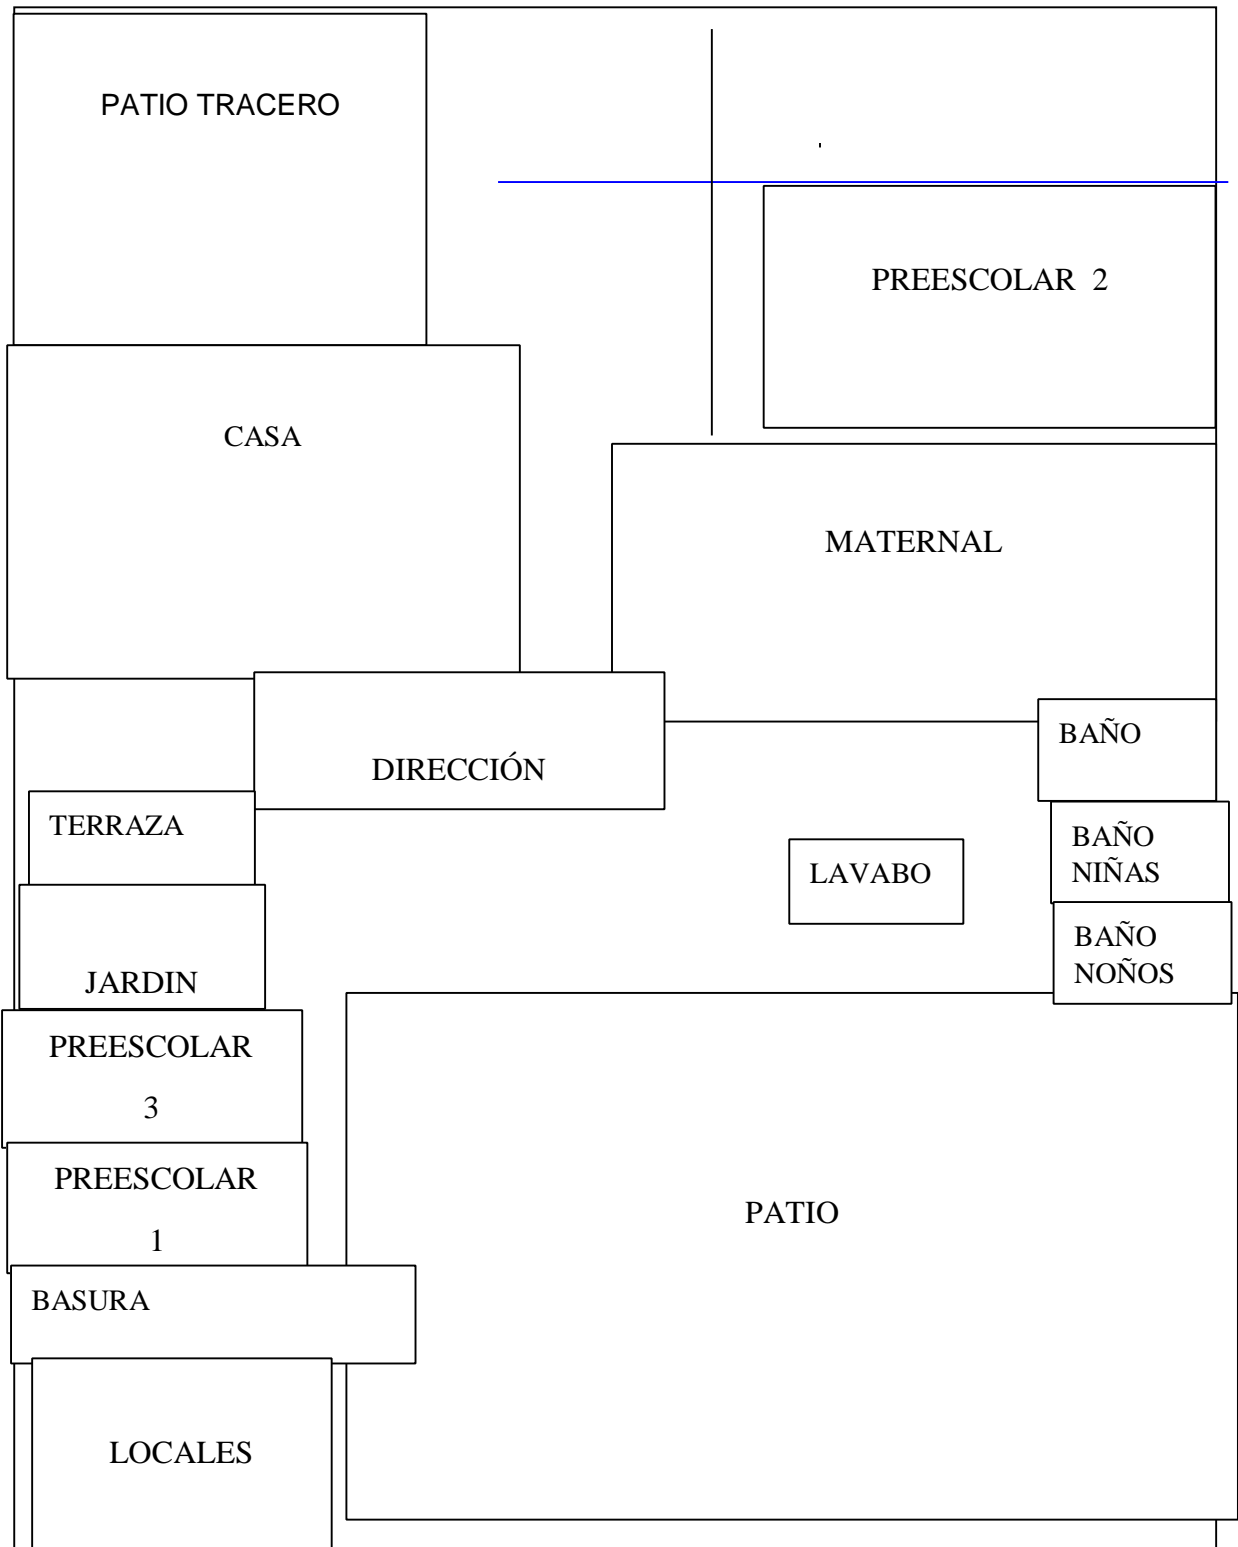 PATIO TRACERO
PREESCOLAR 2
CASA
MATERNAL
BAÑO
DIRECCIÓN
TERRAZA
LAVABO
BAÑO
NIÑAS
BAÑO
NOÑOS
JARDIN
PREESCOLAR
3
PREESCOLAR
1
PATIO
BASURA
LOCALES